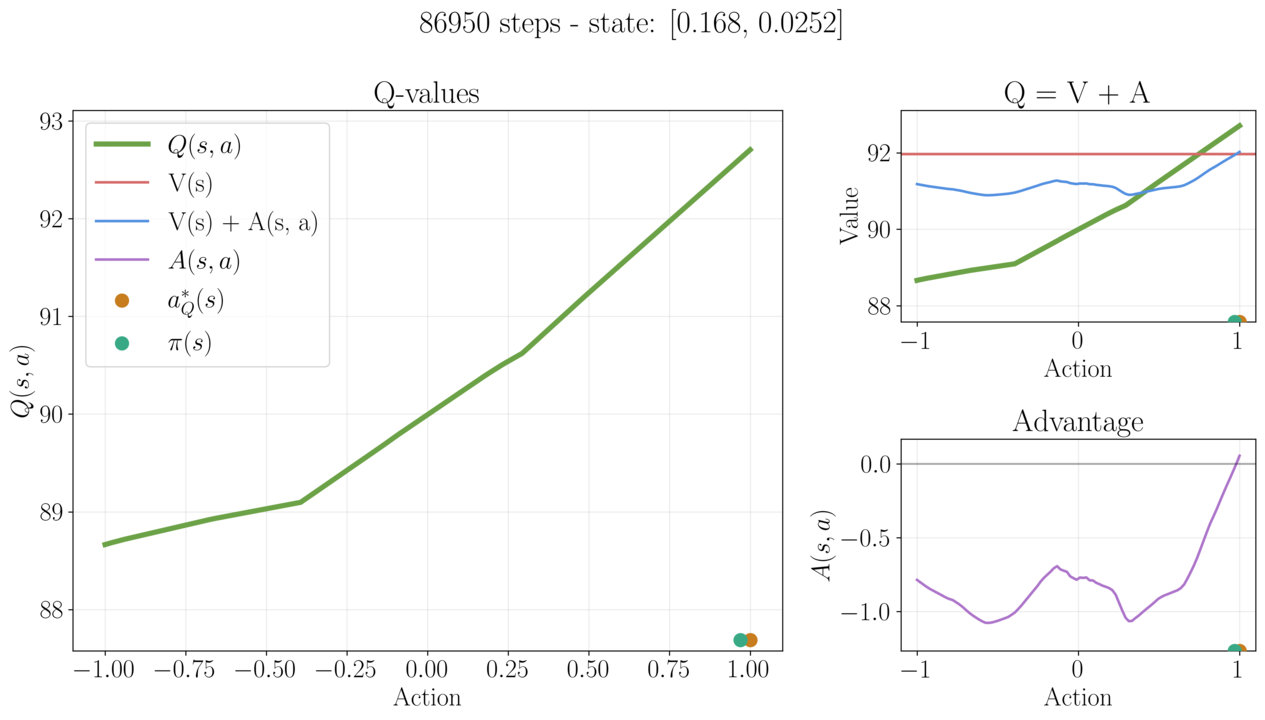 86950 steps - state: [0.168, 0.0252]
Q-values
93
92
91
90
89
88
Q(s, a)
Q(s, a)
V(s)
V(s) + A(s, a)
A(s, a)
a*_Q(s)
π(s)
−1.00 −0.75 −0.50 −0.25 0.00 0.25 0.50 0.75 1.00
Action
Q = V + A
92
90
88
Value
−1 0 1
Action
Advantage
0.0
−0.5
−1.0
A(s, a)
−1 0 1
Action